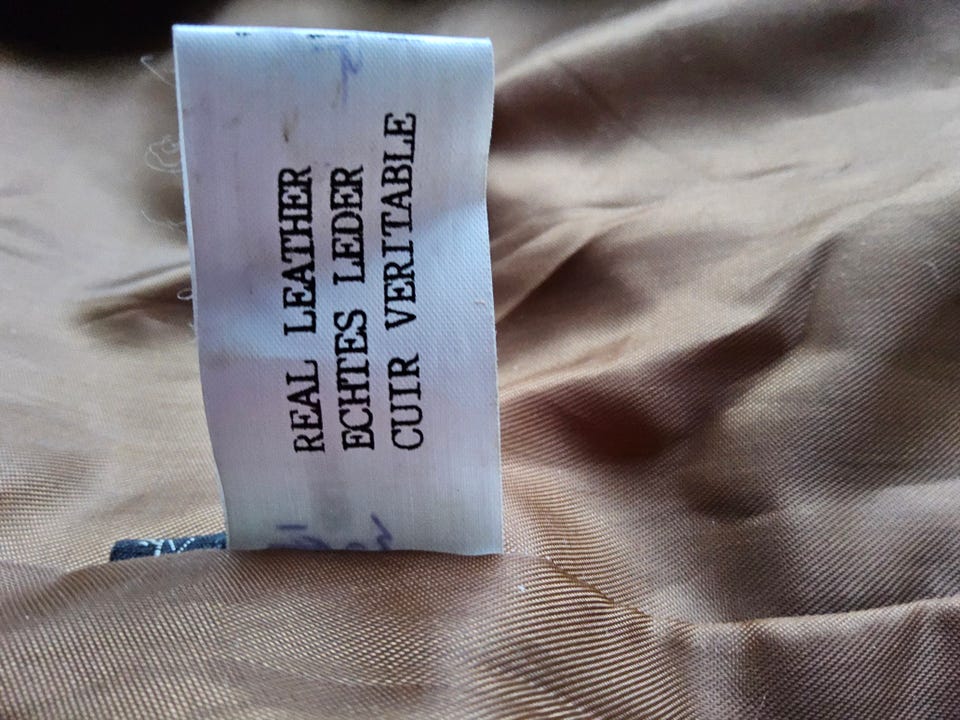 REAL LEATHER
ECHTES LEDER
CUIR VERITABLE